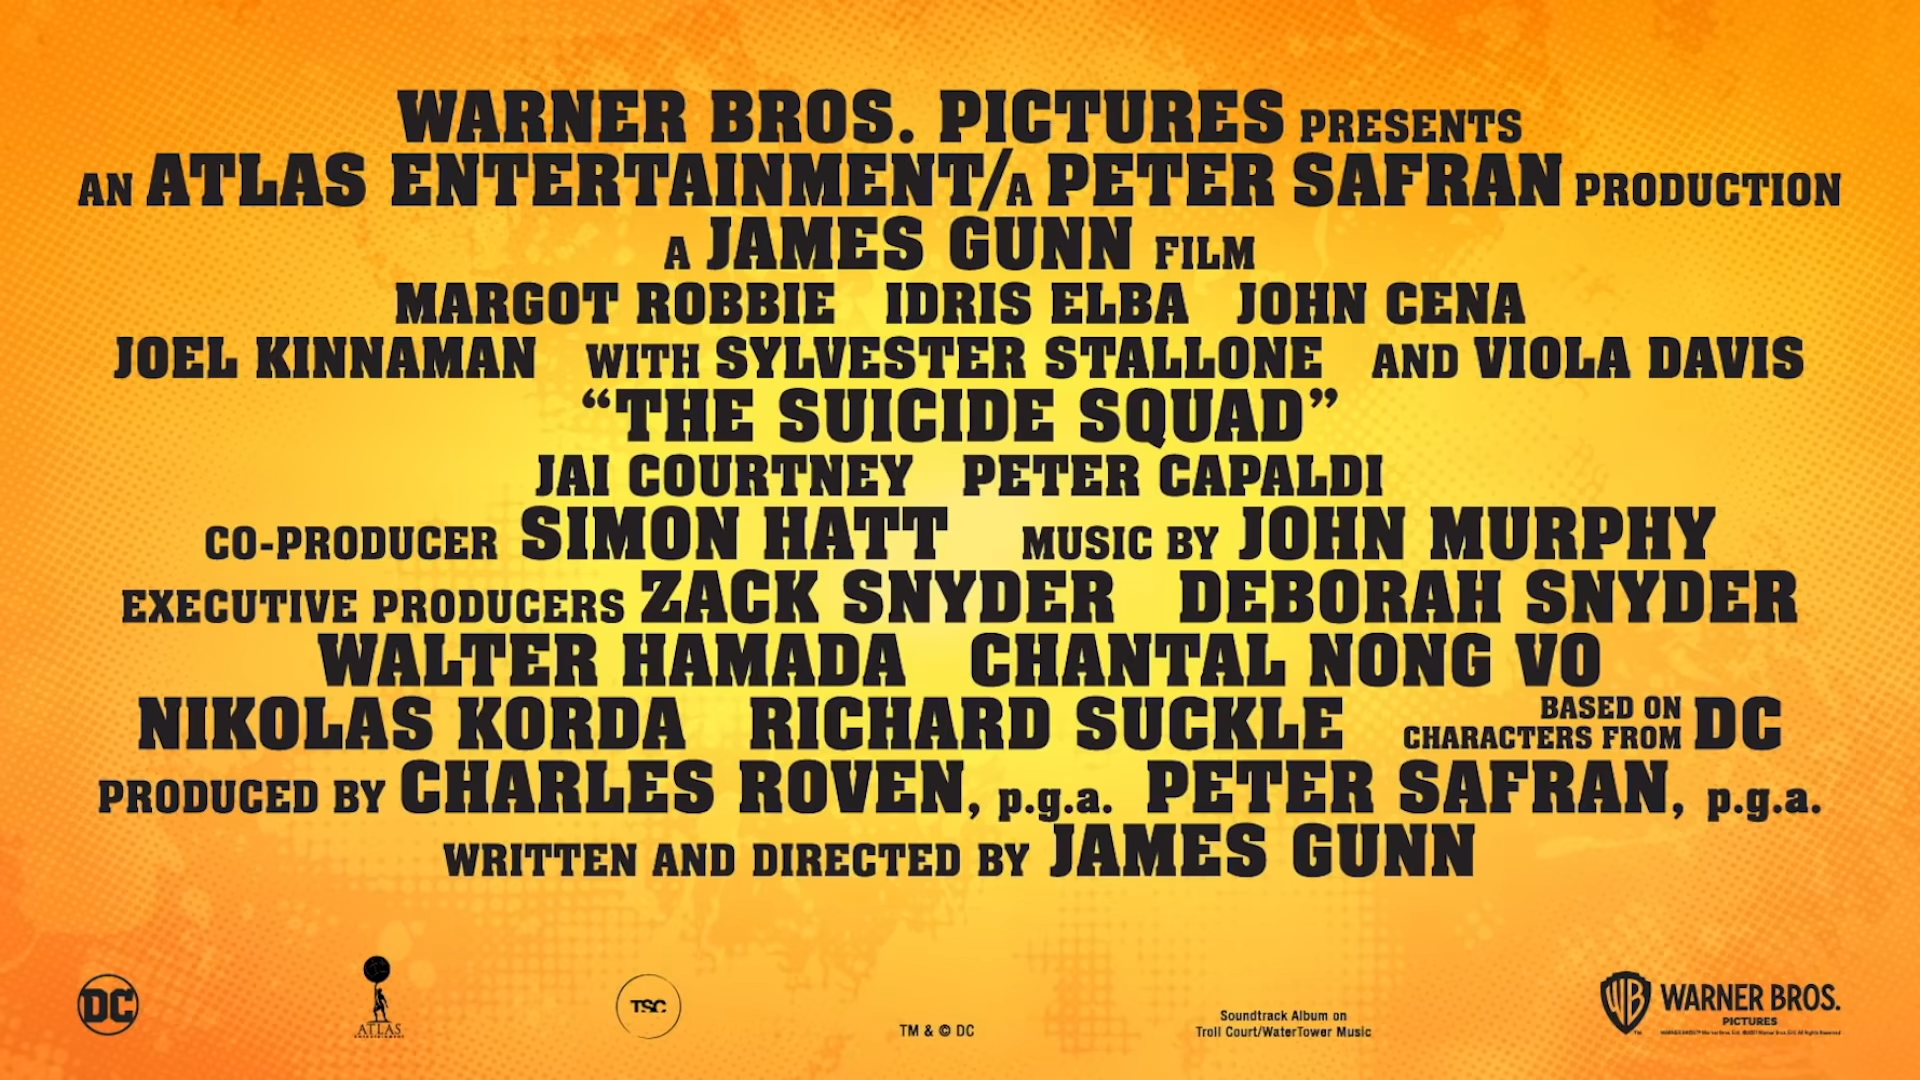 WARNER BROS. PICTURES PRESENTS
AN ATLAS ENTERTAINMENT/A PETER SAFRAN PRODUCTION
A JAMES GUNN FILM
MARGOT ROBBIE IDRIS ELBA JOHN CENA
JOEL KINNAMAN WITH SYLVESTER STALLONE AND VIOLA DAVIS
“THE SUICIDE SQUAD”
JAI COURTNEY PETER CAPALDI
CO-PRODUCER SIMON HATT MUSIC BY JOHN MURPHY
EXECUTIVE PRODUCERS ZACK SNYDER DEBORAH SNYDER
WALTER HAMADA CHANTAL NONG VO
NIKOLAS KORDA RICHARD SUCKLE BASED ON CHARACTERS FROM DC
PRODUCED BY CHARLES ROVEN, p.g.a. PETER SAFRAN, p.g.a.
WRITTEN AND DIRECTED BY JAMES GUNN
DC
ATLAS
ENTERTAINMENT
TSC
TM & © DC
Soundtrack Album on
Troll Court/WaterTower Music
WB
WARNER BROS.
PICTURES